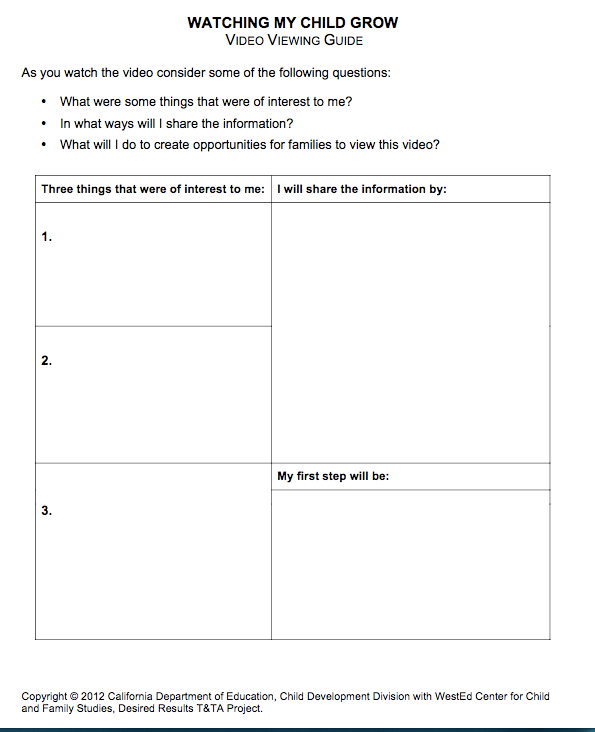 WATCHING MY CHILD GROW
VIDEO VIEWING GUIDE
As you watch the video consider some of the following questions:
• What were some things that were of interest to me?
• In what ways will I share the information?
• What will I do to create opportunities for families to view this video?
Three things that were of interest to me:
I will share the information by:
1.
2.
My first step will be:
3.
Copyright © 2012 California Department of Education, Child Development Division with WestEd Center for Child
and Family Studies, Desired Results T&TA Project.